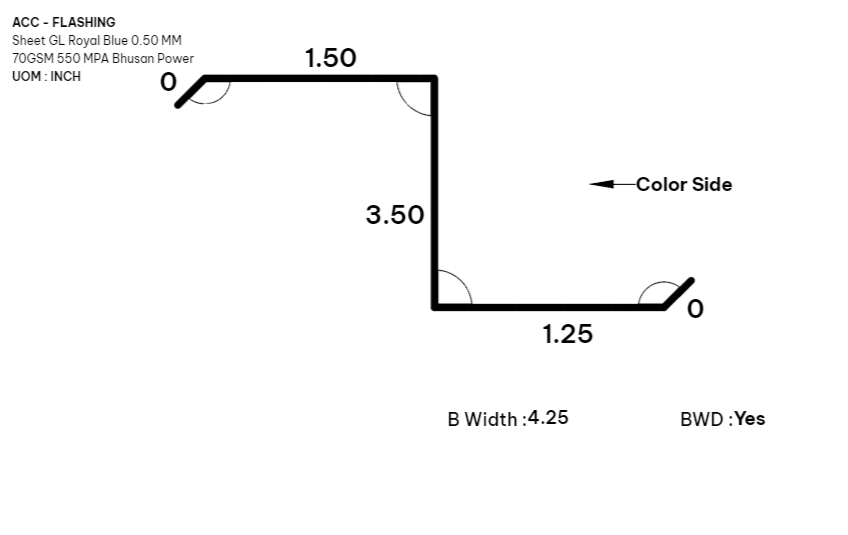 ACC - FLASHING
Sheet GL Royal Blue 0.50 MM
70GSM 550 MPA Bhusan Power
UOM : INCH
0
1.50
3.50
Color Side
0
1.25
B Width :4.25
BWD :Yes